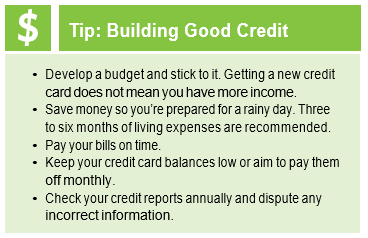 $ Tip: Building Good Credit
• Develop a budget and stick to it. Getting a new credit
card does not mean you have more income.
• Save money so you're prepared for a rainy day. Three
to six months of living expenses are recommended.
• Pay your bills on time.
• Keep your credit card balances low or aim to pay them
off monthly.
• Check your credit reports annually and dispute any
incorrect information.